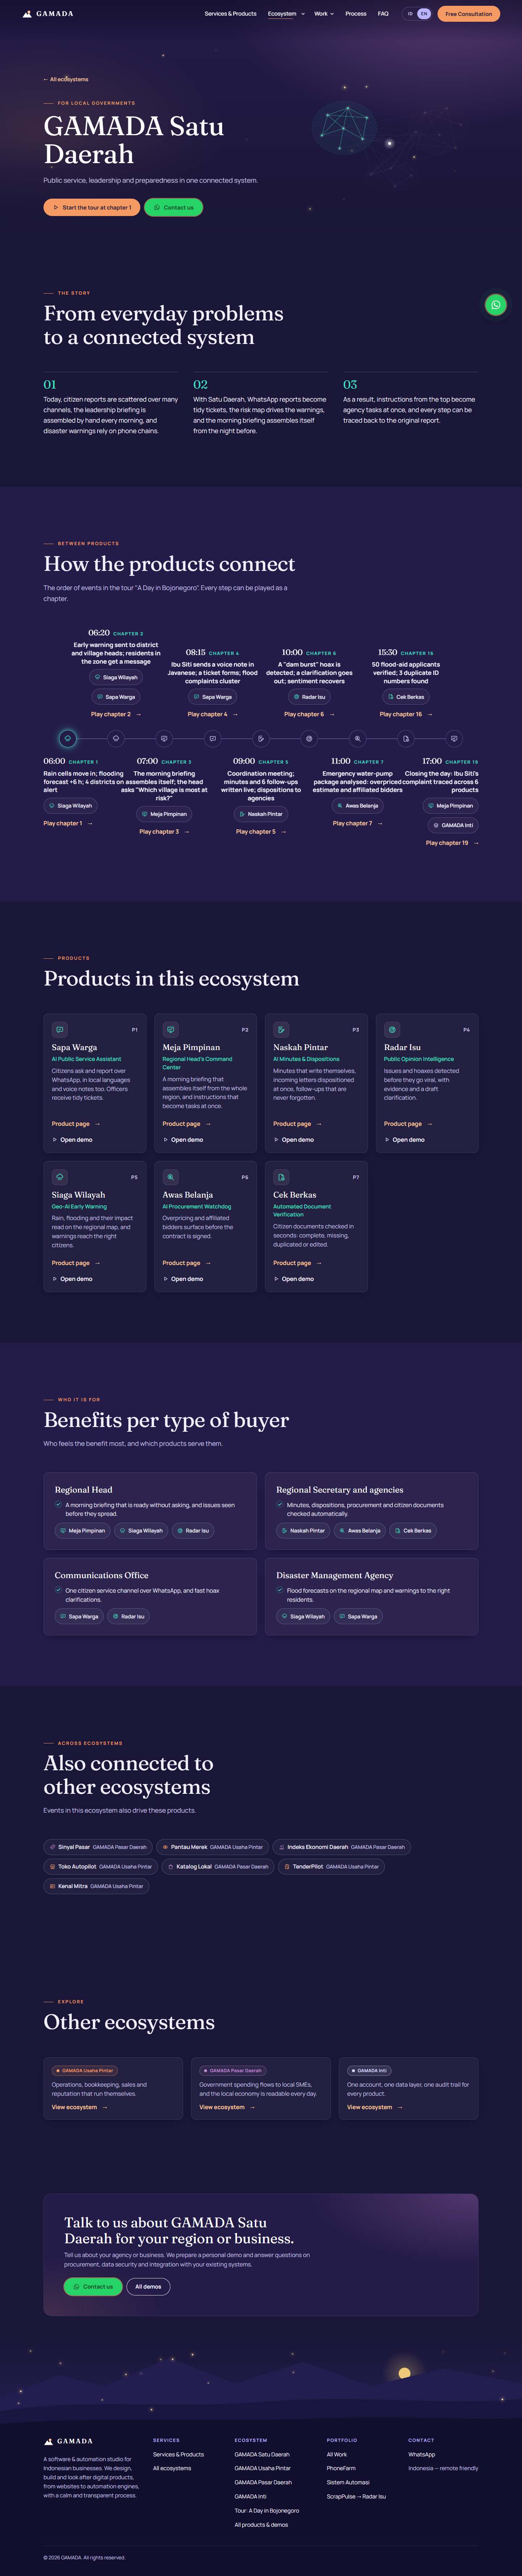 GAMADA
Services & Products
Ecosystem
Work
Process
FAQ
ID
EN
Free Consultation
← All ecosystems
FOR LOCAL GOVERNMENTS
GAMADA Satu
Daerah
Public service, leadership and preparedness in one connected system.
Start the tour at chapter 1
Contact us
THE STORY
From everyday problems
to a connected system
01
Today, citizen reports are scattered over many
channels, the leadership briefing is
assembled by hand every morning, and
disaster warnings rely on phone chains.
02
With Satu Daerah, WhatsApp reports become
tidy tickets, the risk map drives the warnings,
and the morning briefing assembles itself
from the night before.
03
As a result, instructions from the top become
agency tasks at once, and every step can be
traced back to the original report.
BETWEEN PRODUCTS
How the products connect
The order of events in the tour "A Day in Bojonegoro". Every step can be played as a
chapter.
06:20 CHAPTER 2
Early warning sent to district
and village heads; residents in
the zone get a message
Siaga Wilayah
Sapa Warga
Play chapter 2 →
08:15 CHAPTER 4
Ibu Siti sends a voice note in
Javanese; a ticket forms; flood
complaints cluster
Sapa Warga
Play chapter 4 →
10:00 CHAPTER 6
A "dam burst" hoax is
detected; a clarification goes
out; sentiment recovers
Radar Isu
Play chapter 6 →
15:30 CHAPTER 16
50 flood-aid applicants
verified; 3 duplicate ID
numbers found
Cek Berkas
Play chapter 16 →
06:00 CHAPTER 1
Rain cells move in; flooding
forecast +6 h; 4 districts on
alert
Siaga Wilayah
Play chapter 1 →
07:00 CHAPTER 3
The morning briefing
assembles itself; the head
asks "Which village is most at
risk?"
Meja Pimpinan
Play chapter 3 →
09:00 CHAPTER 5
Coordination meeting;
minutes and 6 follow-ups
written live; dispositions to
agencies
Naskah Pintar
Play chapter 5 →
11:00 CHAPTER 7
Emergency water-pump
package examined: overpriced
estimate and affiliated bidders
Awas Belanja
Play chapter 7 →
17:00 CHAPTER 19
Closing the day: Ibu Siti's
complaint traced across 6
products
Meja Pimpinan
GAMADA Inti
Play chapter 19 →
PRODUCTS
Products in this ecosystem
P1
Sapa Warga
AI Public Service Assistant
Citizens ask and report over
WhatsApp, in local languages
and voice notes too. Officers
receive tidy tickets.
Product page →
Open demo
P2
Meja Pimpinan
Regional Head's Command
Center
A morning briefing that
assembles itself from the whole
region, and instructions that
become tasks at once.
Product page →
Open demo
P3
Naskah Pintar
AI Minutes & Dispositions
Minutes that write themselves,
incoming letters dispositioned
at once, follow-ups that are
never forgotten.
Product page →
Open demo
P4
Radar Isu
Public Opinion Intelligence
Issues and hoaxes detected
before they go viral, with
evidence and a draft
clarification.
Product page →
Open demo
P5
Siaga Wilayah
Geo-AI Early Warning
Rain, flooding and their impact
read on the regional map, and
warnings reach the right
citizens.
Product page →
Open demo
P6
Awas Belanja
AI Procurement Watchdog
Overpricing and affiliated
bidders surface before the
contract is signed.
Product page →
Open demo
P7
Cek Berkas
Automated Document
Verification
Citizen documents checked in
seconds: complete, missing,
duplicated or edited.
Product page →
Open demo
WHO IT IS FOR
Benefits per type of buyer
Who feels the benefit most, and which products serve them.
Regional Head
A morning briefing that is ready without asking, and issues seen
before they spread.
Meja Pimpinan
Siaga Wilayah
Radar Isu
Regional Secretary and agencies
Minutes, dispositions, procurement and citizen documents
checked automatically.
Naskah Pintar
Awas Belanja
Cek Berkas
Communications Office
One citizen service channel over WhatsApp, and fast hoax
clarifications.
Sapa Warga
Radar Isu
Disaster Management Agency
Flood forecasts on the regional map and warnings to the right
residents.
Siaga Wilayah
Sapa Warga
ACROSS ECOSYSTEMS
Also connected to
other ecosystems
Events in this ecosystem also drive these products.
Sinyal Pasar GAMADA Pasar Daerah
Pantau Merek GAMADA Usaha Pintar
Indeks Ekonomi Daerah GAMADA Pasar Daerah
Toko Autopilot GAMADA Usaha Pintar
Katalog Lokal GAMADA Pasar Daerah
TenderPilot GAMADA Usaha Pintar
Kenal Mitra GAMADA Usaha Pintar
EXPLORE
Other ecosystems
GAMADA Usaha Pintar
Operations, bookkeeping, sales and
reputation that run themselves.
View ecosystem →
GAMADA Pasar Daerah
Government spending flows to local SMEs,
and the local economy is readable every day.
View ecosystem →
GAMADA Inti
One account, one data layer, one audit trail for
every product.
View ecosystem →
Talk to us about GAMADA Satu
Daerah for your region or business.
Tell us about your agency or business. We prepare a personal demo and answer questions on
procurement, data security and integration with your existing systems.
Contact us
All demos
GAMADA
A software & automation studio for
Indonesian businesses. We design,
build and look after digital products,
from websites to automation engines,
with a calm and transparent process.
SERVICES
Services & Products
All ecosystems
ECOSYSTEM
GAMADA Satu Daerah
GAMADA Usaha Pintar
GAMADA Pasar Daerah
GAMADA Inti
Tour: A Day in Bojonegoro
All products & demos
PORTFOLIO
All Work
PhoneFarm
Sistem Automasi
ScrapPulse → Radar Isu
CONTACT
WhatsApp
Indonesia — remote friendly
© 2026 GAMADA. All rights reserved.